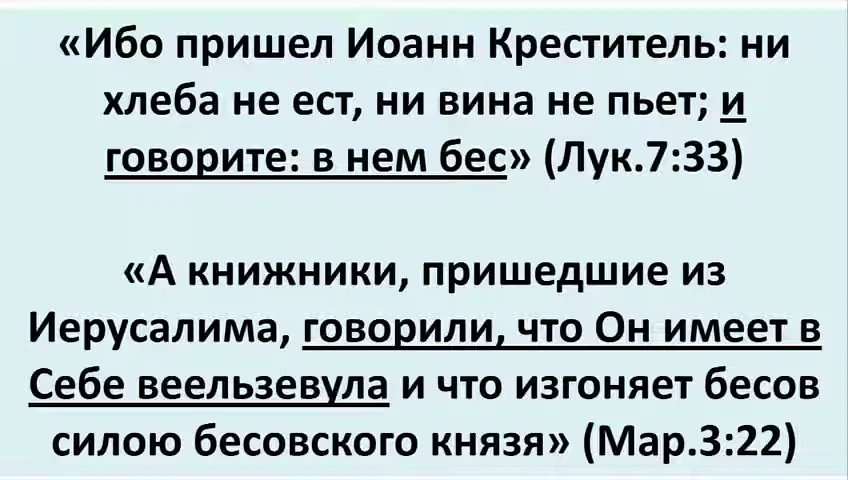 «Ибо пришел Иоанн Креститель: ни
хлеба не ест, ни вина не пьет; и
говорите: в нем бес» (Лук.7:33)
«А книжники, пришедшие из
Иерусалима, говорили, что Он имеет в
Себе веельзевула и что изгоняет бесов
силою бесовского князя» (Мар.3:22)